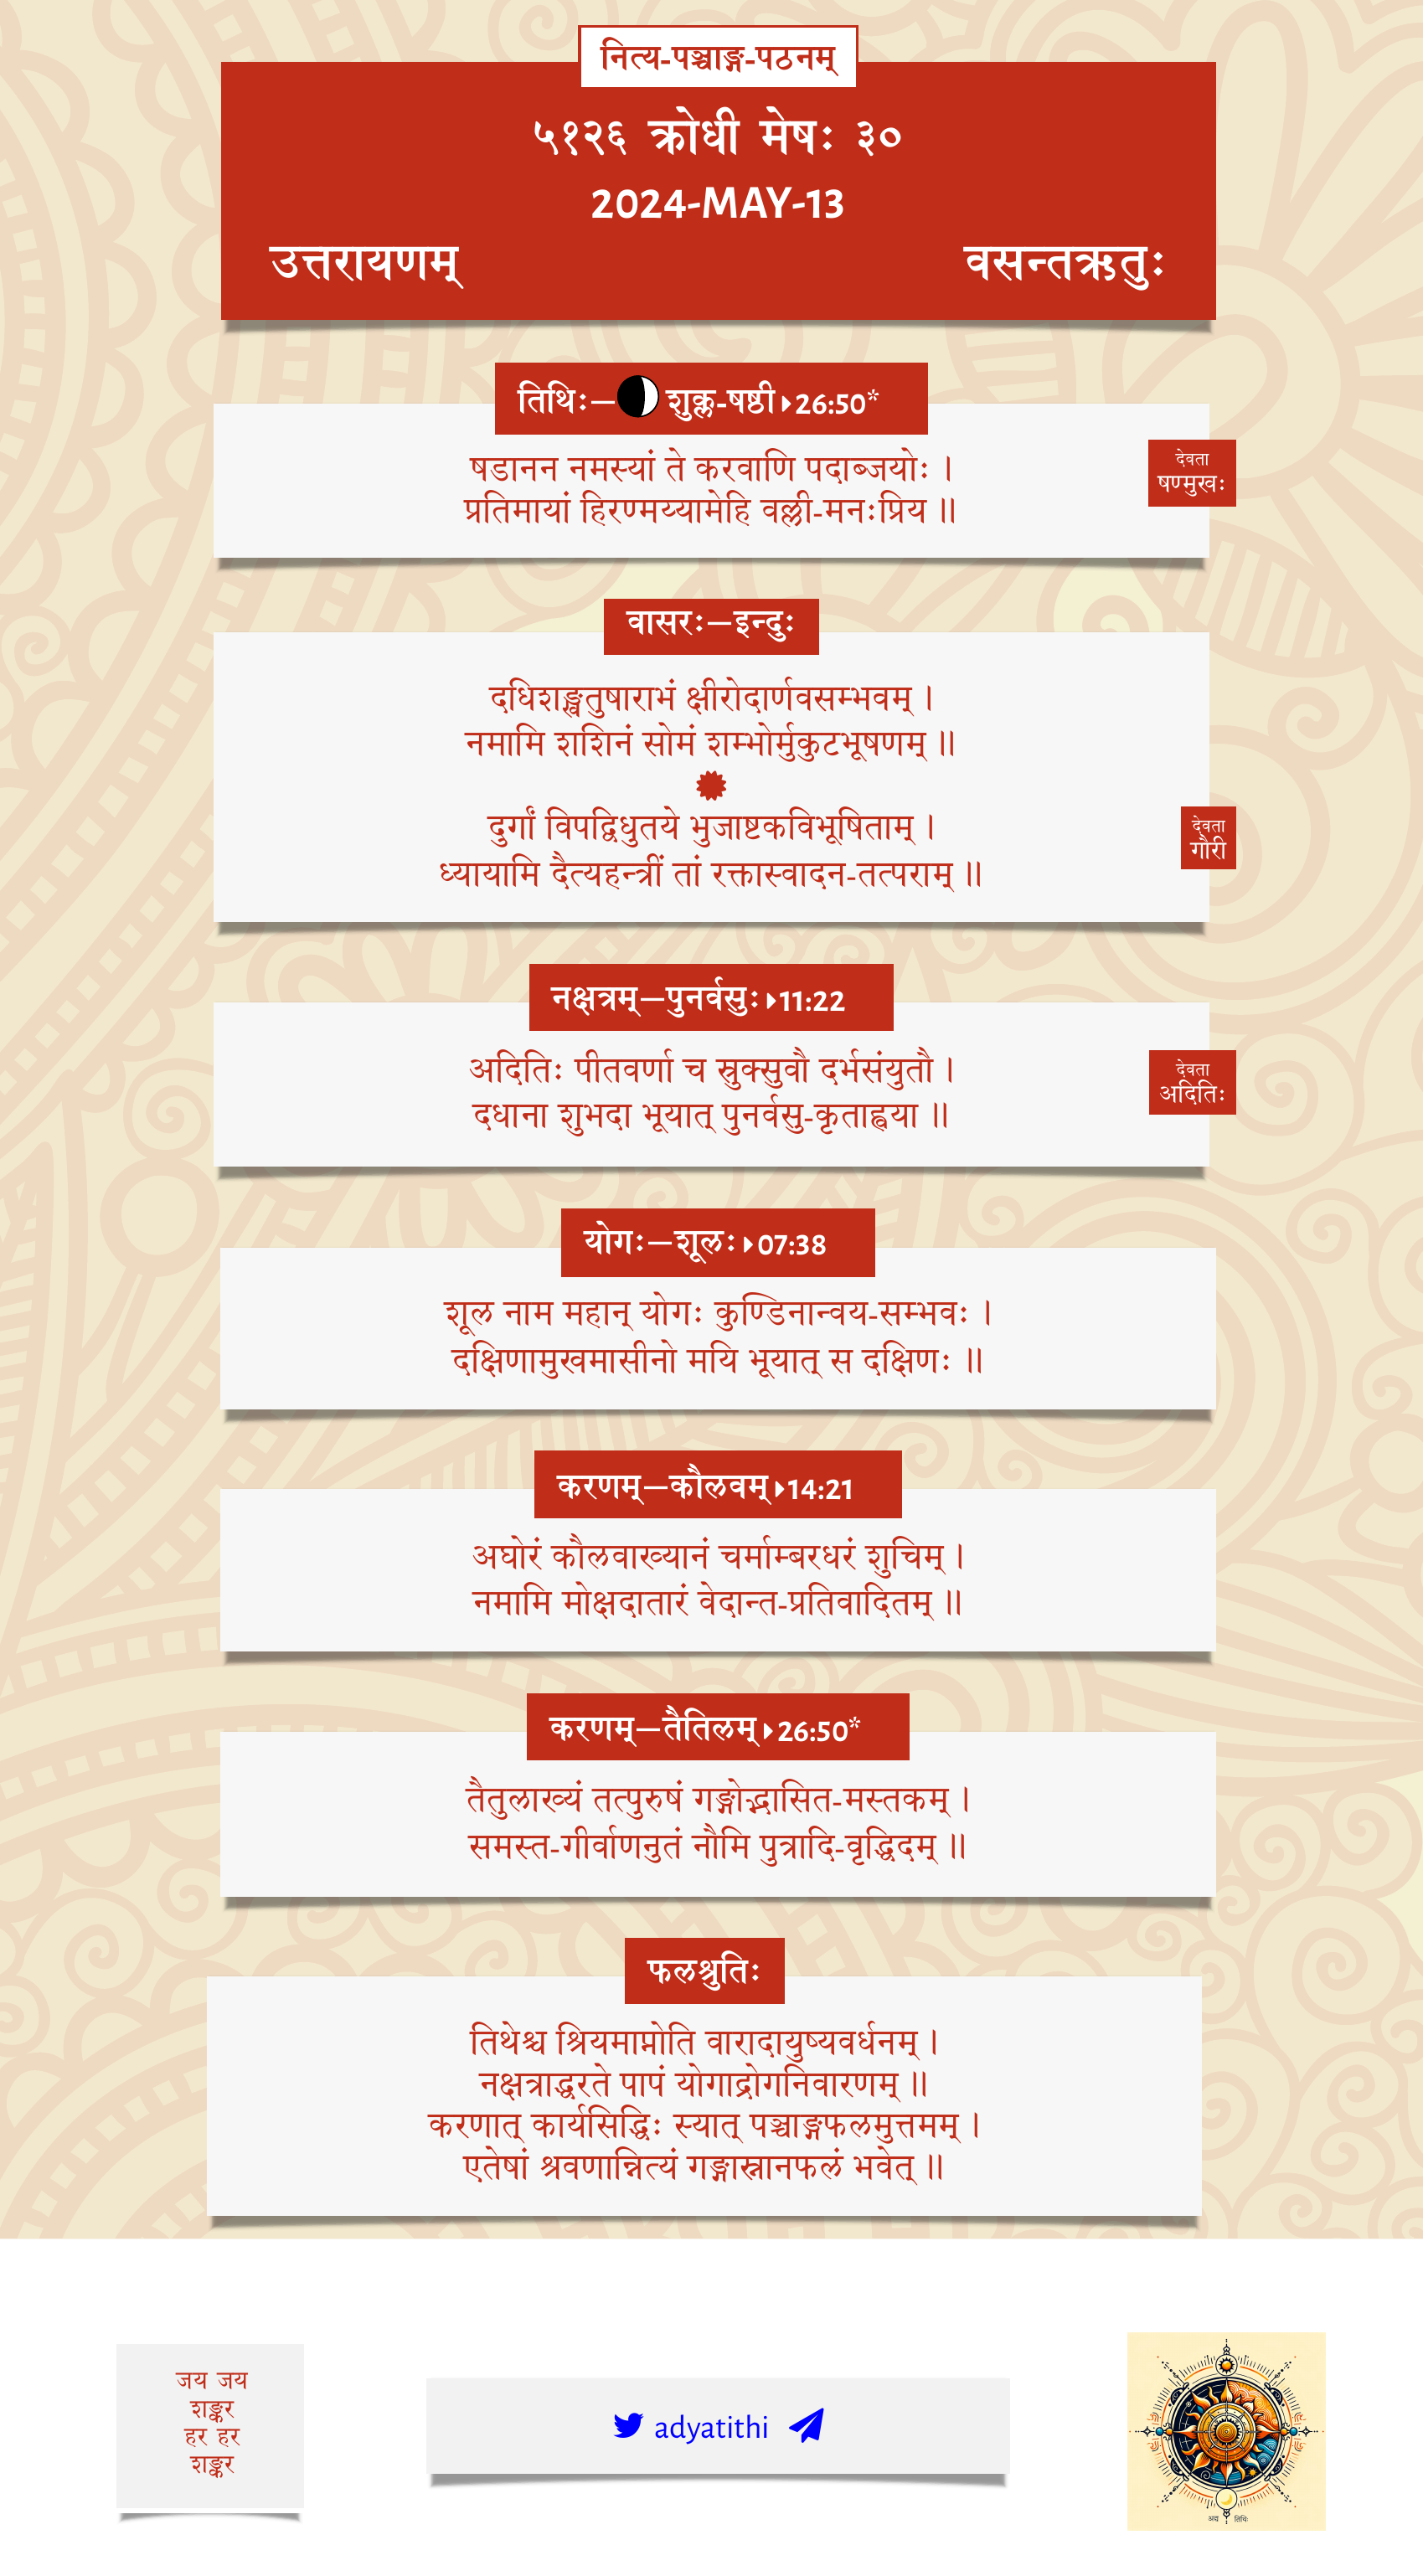 नित्य-पञ्चाङ्ग-पठनम्
५१२६ क्रोधी मेषः ३०
2024-MAY-13
उत्तरायणम् वसन्तऋतुः
तिथिः—शुक्ल-षष्ठी 26:50*
षडानन नमस्यां ते करवाणि पदाब्जयोः ।
प्रतिमायां हिरण्मय्यामेहि वल्ली-मनःप्रिय ॥
देवता
षण्मुखः
वासरः—इन्दुः
दधिशङ्खतुषाराभं क्षीरोदार्णवसम्भवम् ।
नमामि शशिनं सोमं शम्भोर्मुकुटभूषणम् ॥
दुर्गां विपद्विधुतये भुजाष्टकविभूषिताम् ।
ध्यायामि दैत्यहन्त्रीं तां रक्तास्वादन-तत्पराम् ॥
देवता
गौरी
नक्षत्रम्—पुनर्वसुः 11:22
अदितिः पीतवर्णा च स्रुक्सुवौ दर्भसंयुतौ ।
दधाना शुभदा भूयात् पुनर्वसु-कृताह्वया ॥
देवता
अदितिः
योगः—शूलः 07:38
शूल नाम महान् योगः कुण्डिनान्वय-सम्भवः ।
दक्षिणामुखमासीनो मयि भूयात् स दक्षिणः ॥
करणम्—कौलवम् 14:21
अघोरं कौलवाख्यानं चर्माम्बरधरं शुचिम् ।
नमामि मोक्षदातारं वेदान्त-प्रतिवादितम् ॥
करणम्—तैतिलम् 26:50*
तैतुलाख्यं तत्पुरुषं गङ्गोद्भासित-मस्तकम् ।
समस्त-गीर्वाणनुतं नौमि पुत्रादि-वृद्धिदम् ॥
फलश्रुतिः
तिथेश्च श्रियमाप्नोति वारादायुष्यवर्धनम् ।
नक्षत्राद्धरते पापं योगाद्रोगनिवारणम् ॥
करणात् कार्यसिद्धिः स्यात् पञ्चाङ्गफलमुत्तमम् ।
एतेषां श्रवणान्नित्यं गङ्गास्नानफलं भवेत् ॥
जय जय
शङ्कर
हर हर
शङ्कर
adyatithi
अद्य तिथिः